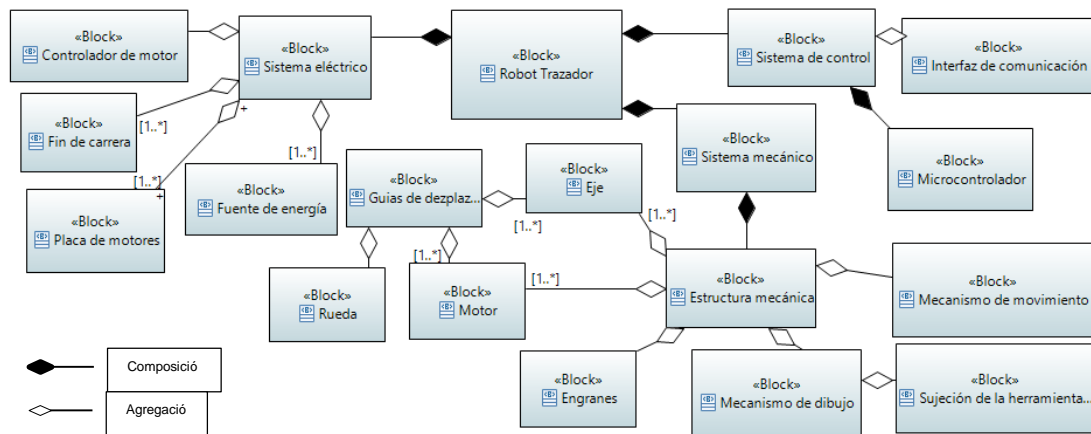 «Block»
Controlador de motor
«Block»
Sistema eléctrico
«Block»
Robot Trazador
«Block»
Sistema de control
«Block»
Interfaz de comunicación
«Block»
Fin de carrera
[1..*]
+
«Block»
Sistema mecánico
«Block»
Microcontrolador
[1..*]
+
[1..*]
«Block»
Placa de motores
«Block»
Fuente de energía
«Block»
Guias de dezplaz...
«Block»
Eje
[1..*]
[1..*]
«Block»
Rueda
[1..*]
«Block»
Motor
[1..*]
«Block»
Estructura mecánica
«Block»
Mecanismo de movimiento
«Block»
Engranes
«Block»
Mecanismo de dibujo
«Block»
Sujeción de la herramienta...
Composició
Agregació